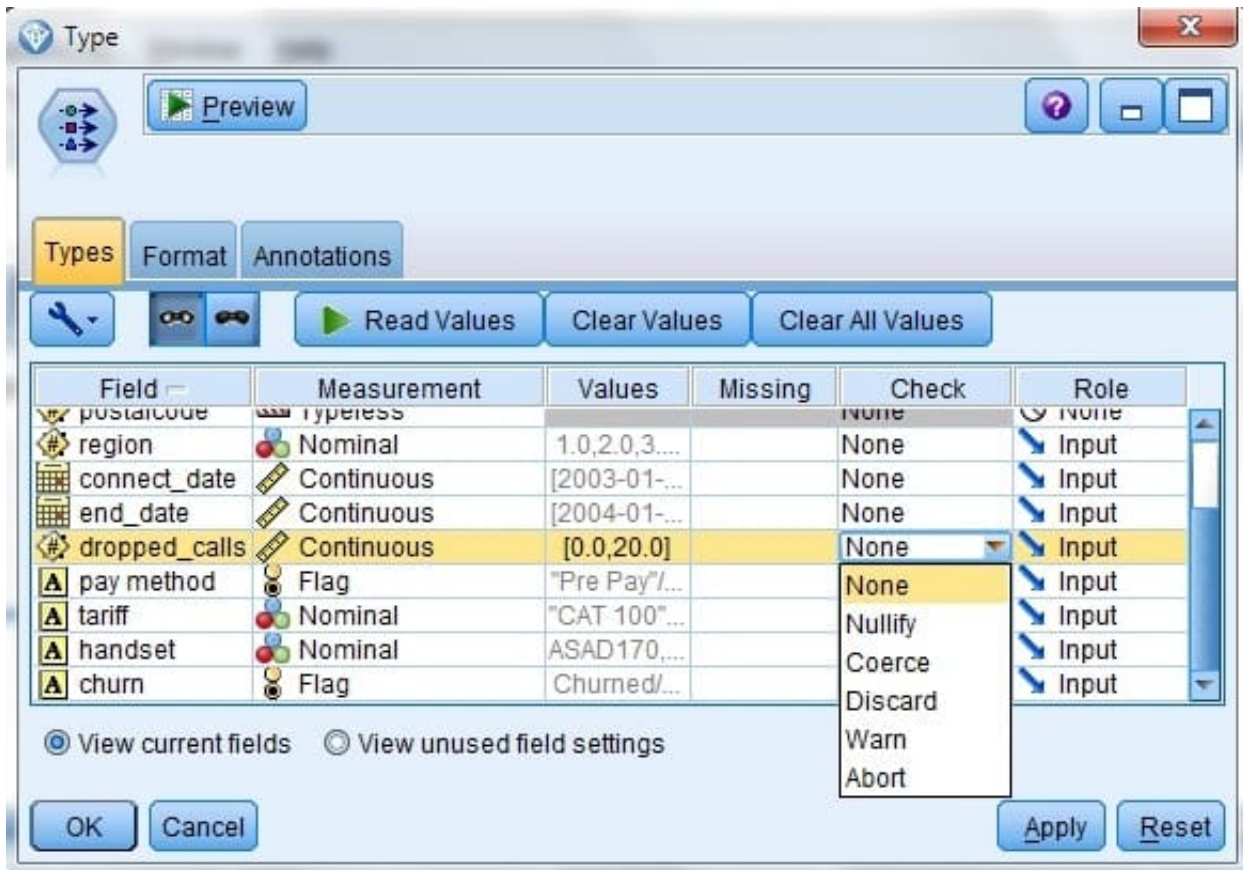 Type
Preview
Types Format Annotations
Read Values Clear Values Clear All Values
Field Measurement Values Missing Check Role
postalcode Typeless None None
region Nominal 1.0,2.0,3.... None Input
connect_date Continuous [2003-01-... None Input
end_date Continuous [2004-01-... None Input
dropped_calls Continuous [0.0,20.0] None Input
pay method Flag "Pre Pay"/... Input
tariff Nominal "CAT 100"... Input
handset Nominal ASAD170,... Input
churn Flag Churned/... Input
None
Nullify
Coerce
Discard
Warn
Abort
View current fields View unused field settings
OK Cancel Apply Reset